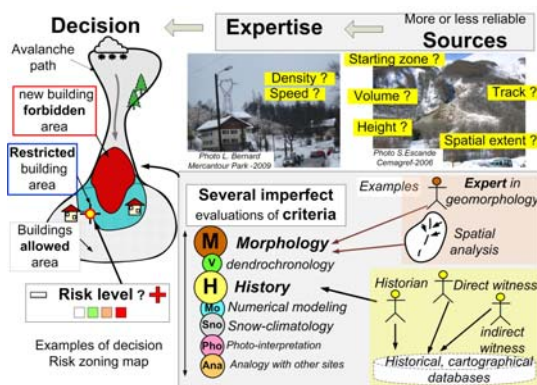 Decision
Expertise
More or less reliable
Sources
Avalanche
path
new building
forbidden
area
Restricted
building
area
Buildings
allowed
area
Risk level ?
Examples of decision
Risk zoning map
Density ?
Speed ?
Photo L. Bernard
Mercantour Park -2009
Starting zone ?
Volume ?
Track ?
Height ?
Spatial extent ?
Photo S.Escande
Cemagref-2006
Several imperfect
evaluations of criteria
M Morphology
V dendrochronology
H History
Mo Numerical modeling
Sno Snow-climatology
Pho Photo-interpretation
Ana Analogy with other sites
Examples
Expert in
geomorphology
Spatial
analysis
Historian
Direct witness
indirect
witness
Historical, cartographical
databases